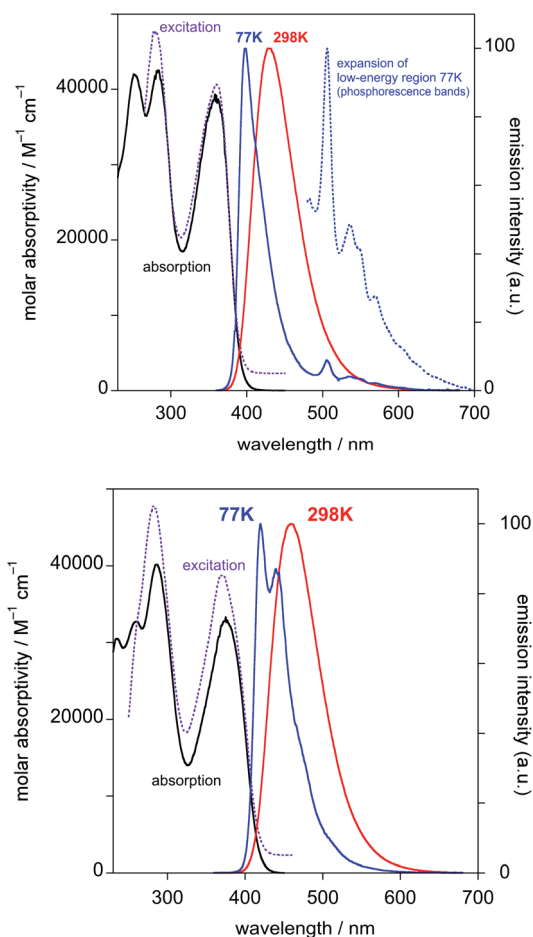 excitation
77K 298K
expansion of
low-energy region 77K
(phosphorescence bands)
100
40000
20000
absorption
0
0
300
400
500
600
700
wavelength / nm
molar absorptivity / M⁻¹ cm⁻¹
emission intensity (a.u.)
77K
298K
100
excitation
40000
20000
absorption
0
0
300
400
500
600
700
wavelength / nm
molar absorptivity / M⁻¹ cm⁻¹
emission intensity (a.u.)